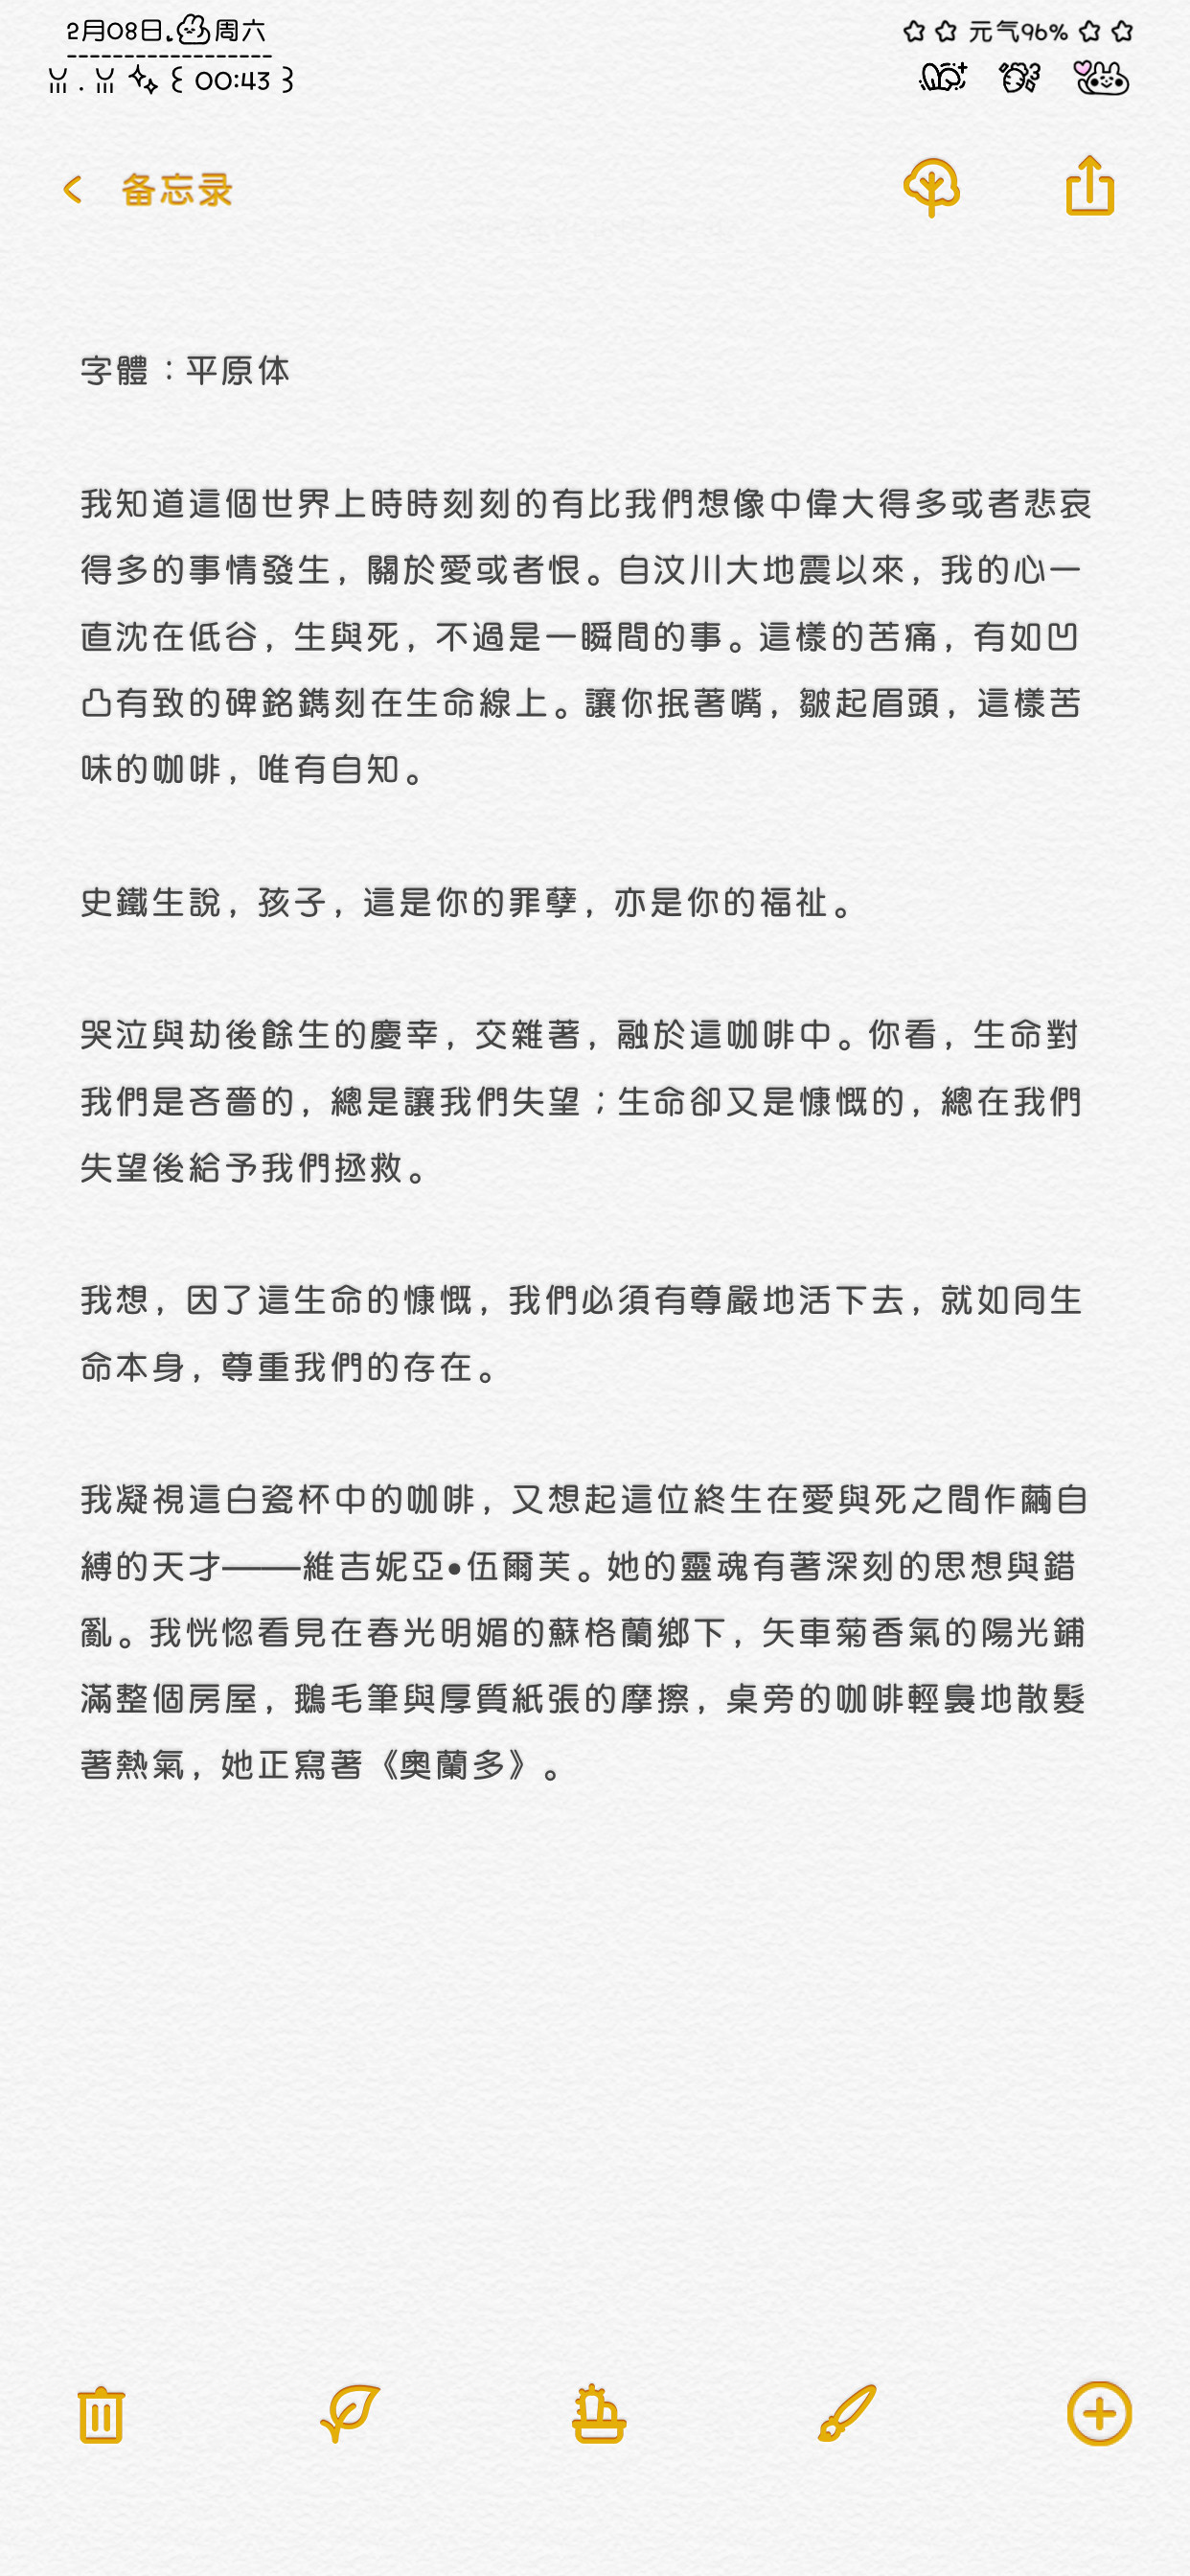 2月08日.周六
☆ ☆ 元气96% ☆ ☆
00:43
备忘录
字體：平原体
我知道這個世界上時時刻刻的有比我們想像中偉大得多或者悲哀
得多的事情發生，關於愛或者恨。自汶川大地震以來，我的心一
直沈在低谷，生與死，不過是一瞬間的事。這樣的苦痛，有如凹
凸有致的碑銘鐫刻在生命線上。讓你抿著嘴，皺起眉頭，這樣苦
味的咖啡，唯有自知。
史鐵生說，孩子，這是你的罪孽，亦是你的福祉。
哭泣與劫後餘生的慶幸，交雜著，融於這咖啡中。你看，生命對
我們是吝嗇的，總是讓我們失望；生命卻又是慷慨的，總在我們
失望後給予我們拯救。
我想，因了這生命的慷慨，我們必須有尊嚴地活下去，就如同生
命本身，尊重我們的存在。
我凝視這白瓷杯中的咖啡，又想起這位終生在愛與死之間作繭自
縛的天才——維吉妮亞•伍爾芙。她的靈魂有著深刻的思想與錯
亂。我恍惚看見在春光明媚的蘇格蘭鄉下，矢車菊香氣的陽光鋪
滿整個房屋，鵝毛筆與厚質紙張的摩擦，桌旁的咖啡輕裊地散髮
著熱氣，她正寫著《奧蘭多》。